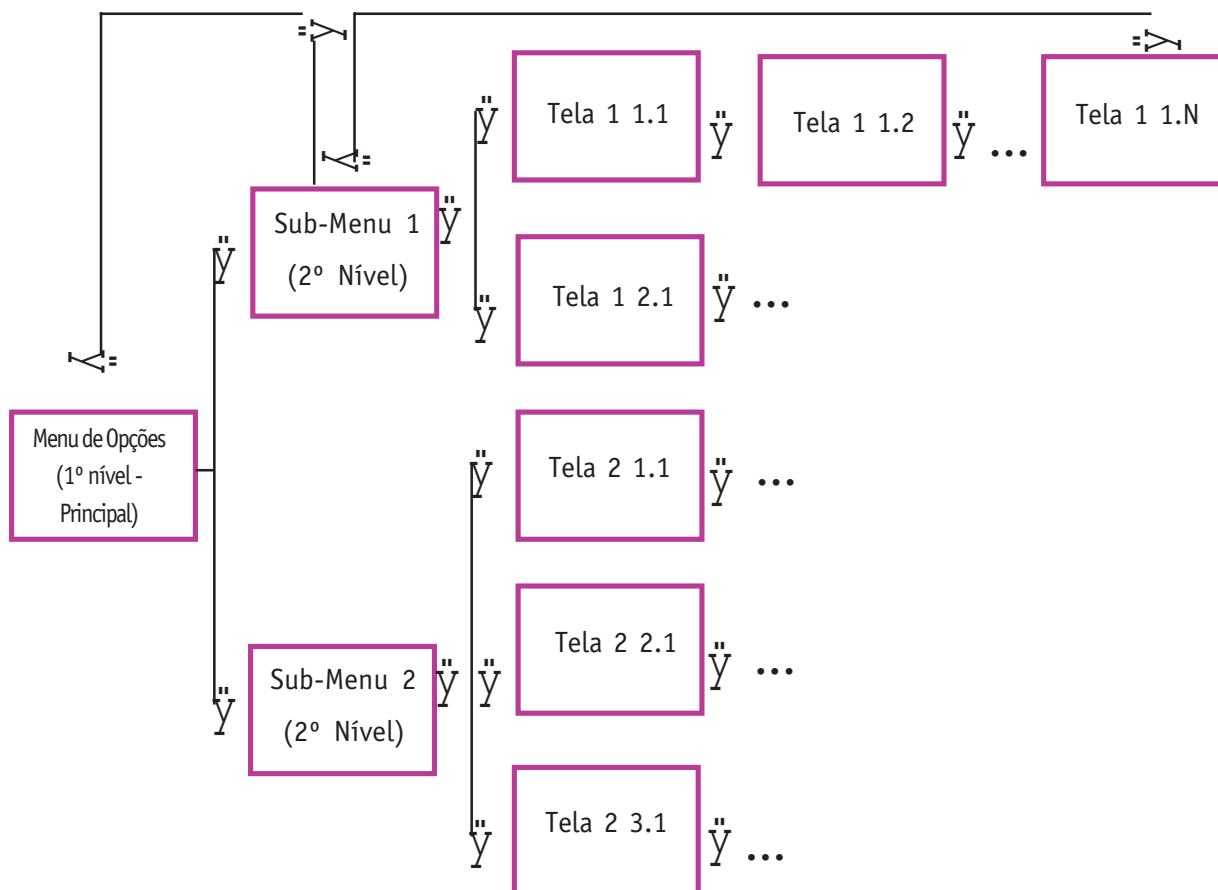 Tela 1 1.1
Tela 1 1.2
...
Tela 1 1.N
Sub-Menu 1
(2º Nível)
Tela 1 2.1
...
Menu de Opções
(1º nível -
Principal)
Tela 2 1.1
...
Tela 2 2.1
...
Sub-Menu 2
(2º Nível)
Tela 2 3.1
...